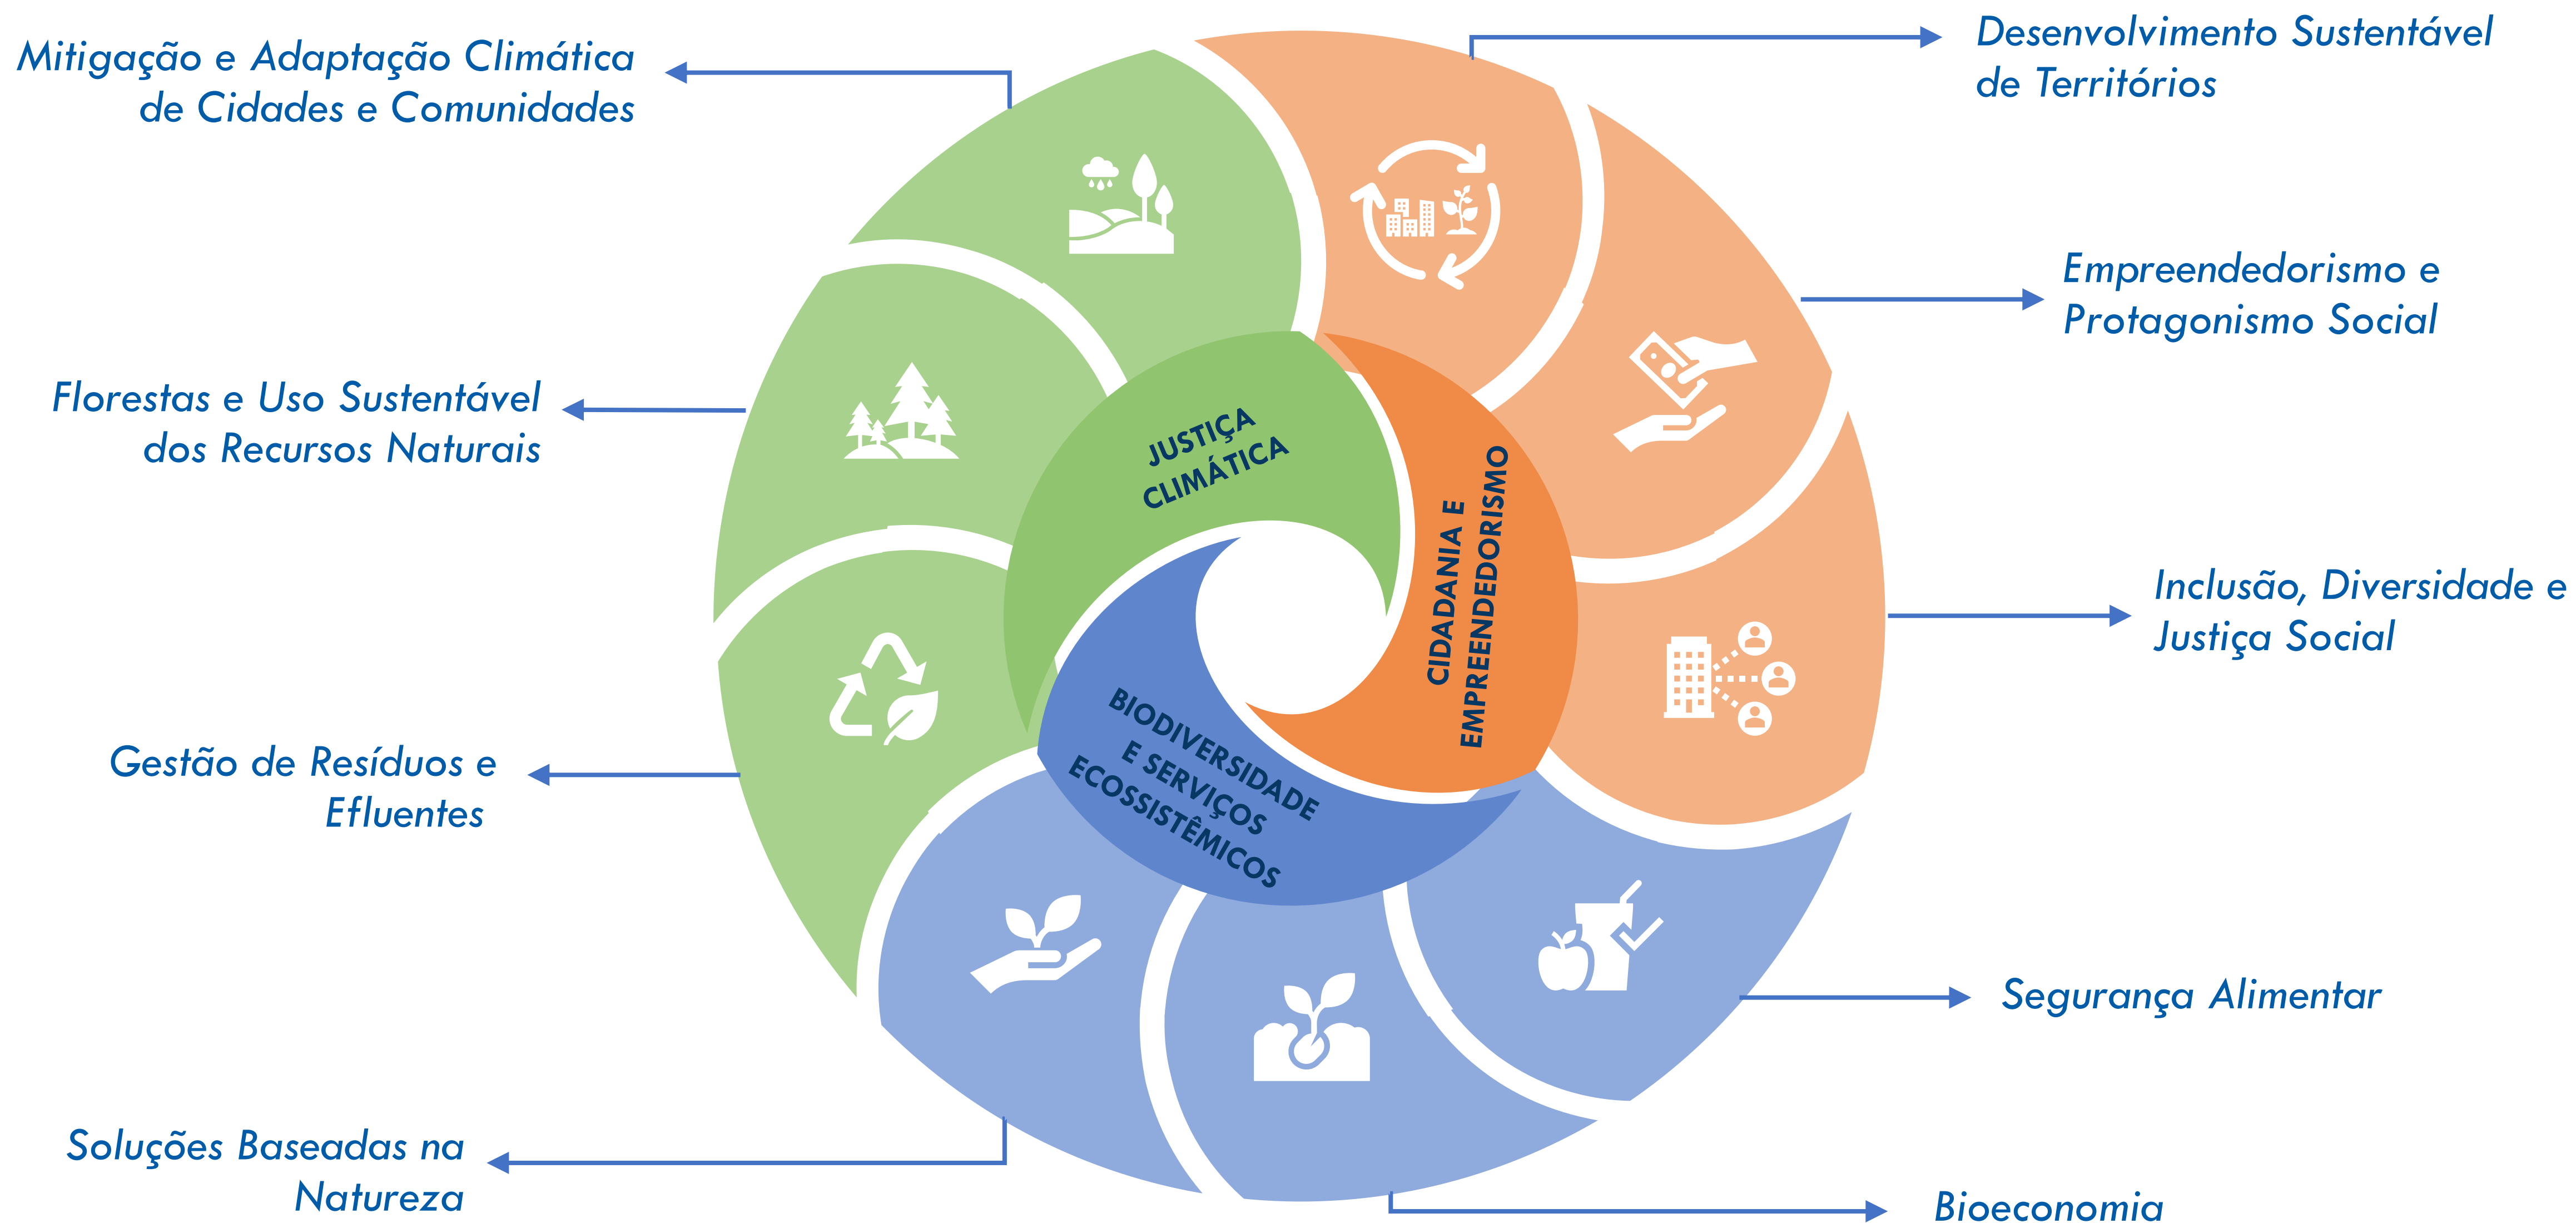 Mitigação e Adaptação Climática
de Cidades e Comunidades
Desenvolvimento Sustentável
de Territórios
Empreendedorismo e
Protagonismo Social
Florestas e Uso Sustentável
dos Recursos Naturais
JUSTIÇA
CLIMÁTICA
CIDADANIA E
EMPREENDEDORISMO
Inclusão, Diversidade e
Justiça Social
BIODIVERSIDADE
E SERVIÇOS
ECOSSISTÊMICOS
Gestão de Resíduos e
Efluentes
Segurança Alimentar
Soluções Baseadas na
Natureza
Bioeconomia